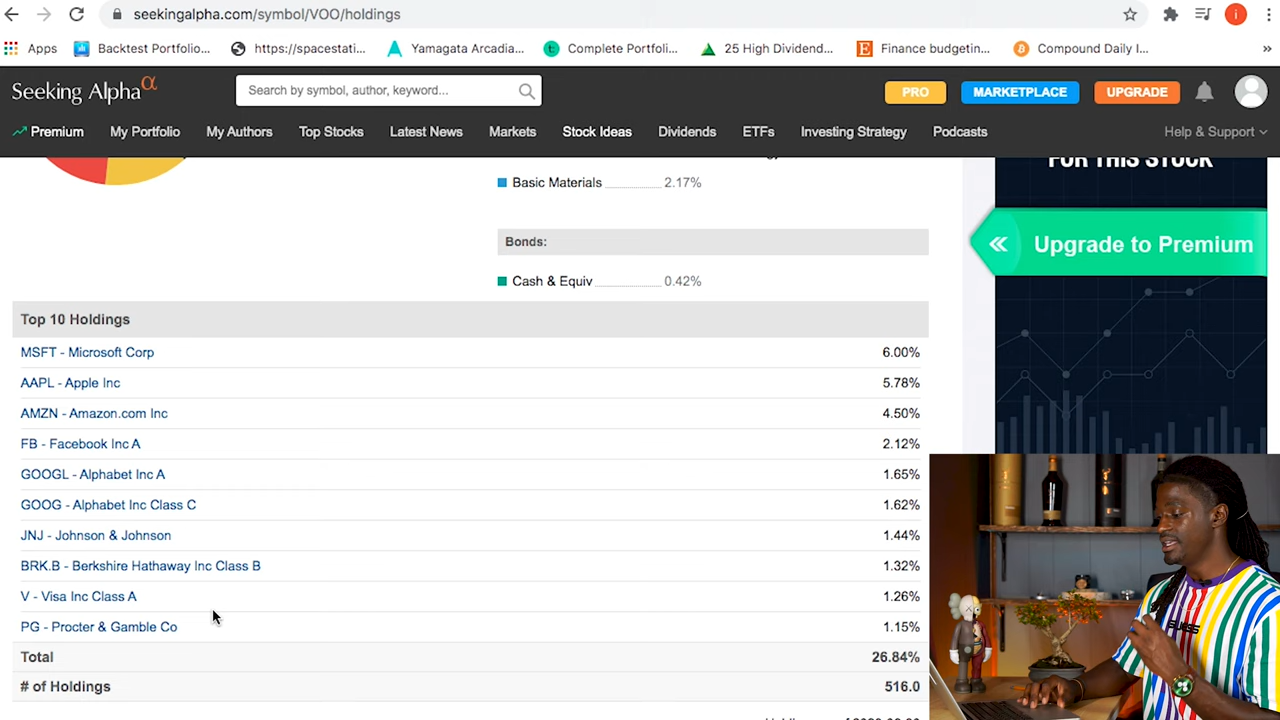 seekingalpha.com/symbol/VOO/holdings
Apps Backtest Portfolio... https://spacestati... Yamagata Arcadia... Complete Portfoli... 25 High Dividend... Finance budgetin... Compound Daily I... »
Seeking Alpha α Search by symbol, author, keyword... PRO MARKETPLACE UPGRADE
Premium My Portfolio My Authors Top Stocks Latest News Markets Stock Ideas Dividends ETFs Investing Strategy Podcasts Help & Support
FOR THIS STOCK
Basic Materials 2.17%
Bonds:
« Upgrade to Premium
Cash & Equiv 0.42%
Top 10 Holdings
MSFT - Microsoft Corp 6.00%
AAPL - Apple Inc 5.78%
AMZN - Amazon.com Inc 4.50%
FB - Facebook Inc A 2.12%
GOOGL - Alphabet Inc A 1.65%
GOOG - Alphabet Inc Class C 1.62%
JNJ - Johnson & Johnson 1.44%
BRK.B - Berkshire Hathaway Inc Class B 1.32%
V - Visa Inc Class A 1.26%
PG - Procter & Gamble Co 1.15%
Total 26.84%
# of Holdings 516.0